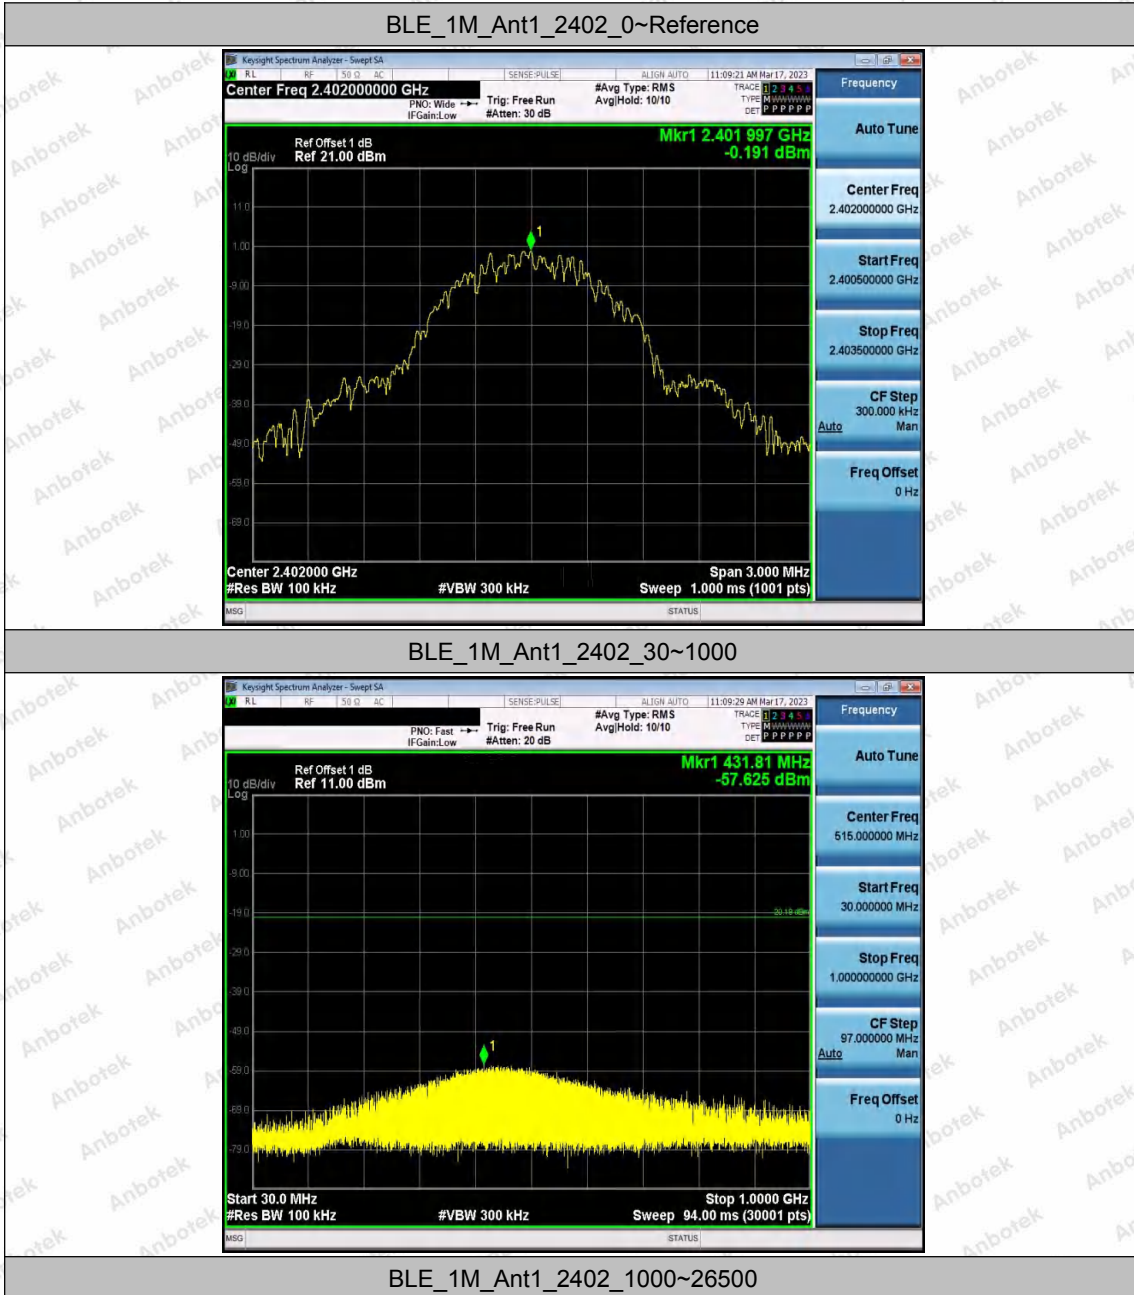 BLE_1M_Ant1_2402_0~Reference
Keysight Spectrum Analyzer - Swept SA
RL RF 50 Ω AC SENSE:PULSE ALIGN AUTO 11:09:21 AM Mar 17, 2023
Center Freq 2.402000000 GHz
PNO: Wide
IFGain:Low
Trig: Free Run
#Atten: 30 dB
#Avg Type: RMS
Avg|Hold: 10/10
TRACE 1 2 3 4 5 6
TYPE M WWWWW
DET P P P P P P
Frequency
Auto Tune
Center Freq
2.402000000 GHz
Start Freq
2.400500000 GHz
Stop Freq
2.403500000 GHz
CF Step
300.000 kHz
Auto Man
Freq Offset
0 Hz
Mkr1 2.401 997 GHz
-0.191 dBm
Ref Offset 1 dB
10 dB/div Ref 21.00 dBm
Log
11.0
1.00
-9.00
-19.0
-29.0
-39.0
-49.0
-59.0
-69.0
1
Center 2.402000 GHz Span 3.000 MHz
#Res BW 100 kHz #VBW 300 kHz Sweep 1.000 ms (1001 pts)
MSG STATUS
BLE_1M_Ant1_2402_30~1000
Keysight Spectrum Analyzer - Swept SA
RL RF 50 Ω AC SENSE:PULSE ALIGN AUTO 11:09:29 AM Mar 17, 2023
PNO: Fast
IFGain:Low
Trig: Free Run
#Atten: 20 dB
#Avg Type: RMS
Avg|Hold: 10/10
TRACE 1 2 3 4 5 6
TYPE M WWWWW
DET P P P P P P
Frequency
Auto Tune
Center Freq
515.000000 MHz
Start Freq
30.000000 MHz
Stop Freq
1.000000000 GHz
CF Step
97.000000 MHz
Auto Man
Freq Offset
0 Hz
Mkr1 431.81 MHz
-57.625 dBm
Ref Offset 1 dB
10 dB/div Ref 11.00 dBm
Log
1.00
-9.00
-19.0
-29.0
-39.0
-49.0
-59.0
-69.0
-79.0
-20.19 dBm
1
Start 30.0 MHz Stop 1.0000 GHz
#Res BW 100 kHz #VBW 300 kHz Sweep 94.00 ms (30001 pts)
MSG STATUS
BLE_1M_Ant1_2402_1000~26500
Anbotek